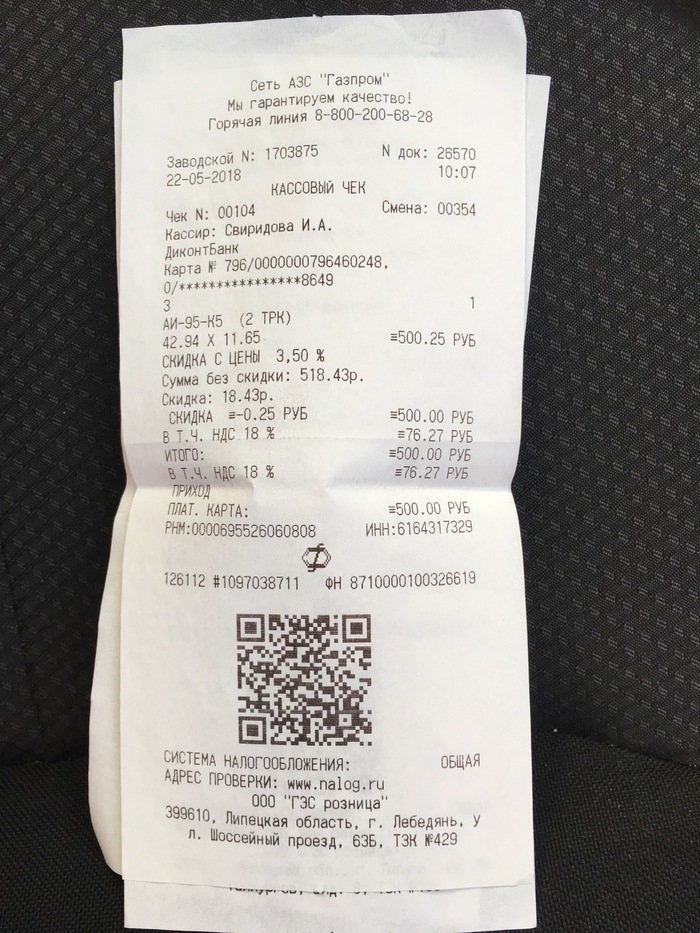 Сеть АЗС "Газпром"
Мы гарантируем качество!
Горячая линия 8-800-200-68-28
Заводской N: 1703875 N док: 26570
22-05-2018 10:07
КАССОВЫЙ ЧЕК
Чек N: 00104 Смена: 00354
Кассир: Свиридова И.А.
ДиконтБанк
Карта № 796/0000000796460248,
0/****************8649
3 1
АИ-95-К5 (2 ТРК)
42.94 X 11.65 ≡500.25 РУБ
СКИДКА С ЦЕНЫ 3,50 %
Сумма без скидки: 518.43р.
Скидка: 18.43р.
СКИДКА ≡-0.25 РУБ ≡500.00 РУБ
В Т.Ч. НДС 18 % ≡76.27 РУБ
ИТОГО: ≡500.00 РУБ
В Т.Ч. НДС 18 % ≡76.27 РУБ
ПРИХОД
ПЛАТ. КАРТА: ≡500.00 РУБ
РНМ:0000695526060808 ИНН:6164317329
126112 #1097038711 ФН 8710000100326619
СИСТЕМА НАЛОГООБЛОЖЕНИЯ: ОБЩАЯ
АДРЕС ПРОВЕРКИ: www.nalog.ru
ООО "ГЭС розница"
399610, Липецкая область, г. Лебедянь, У
л. Шоссейный проезд, 63Б, ТЗК №429